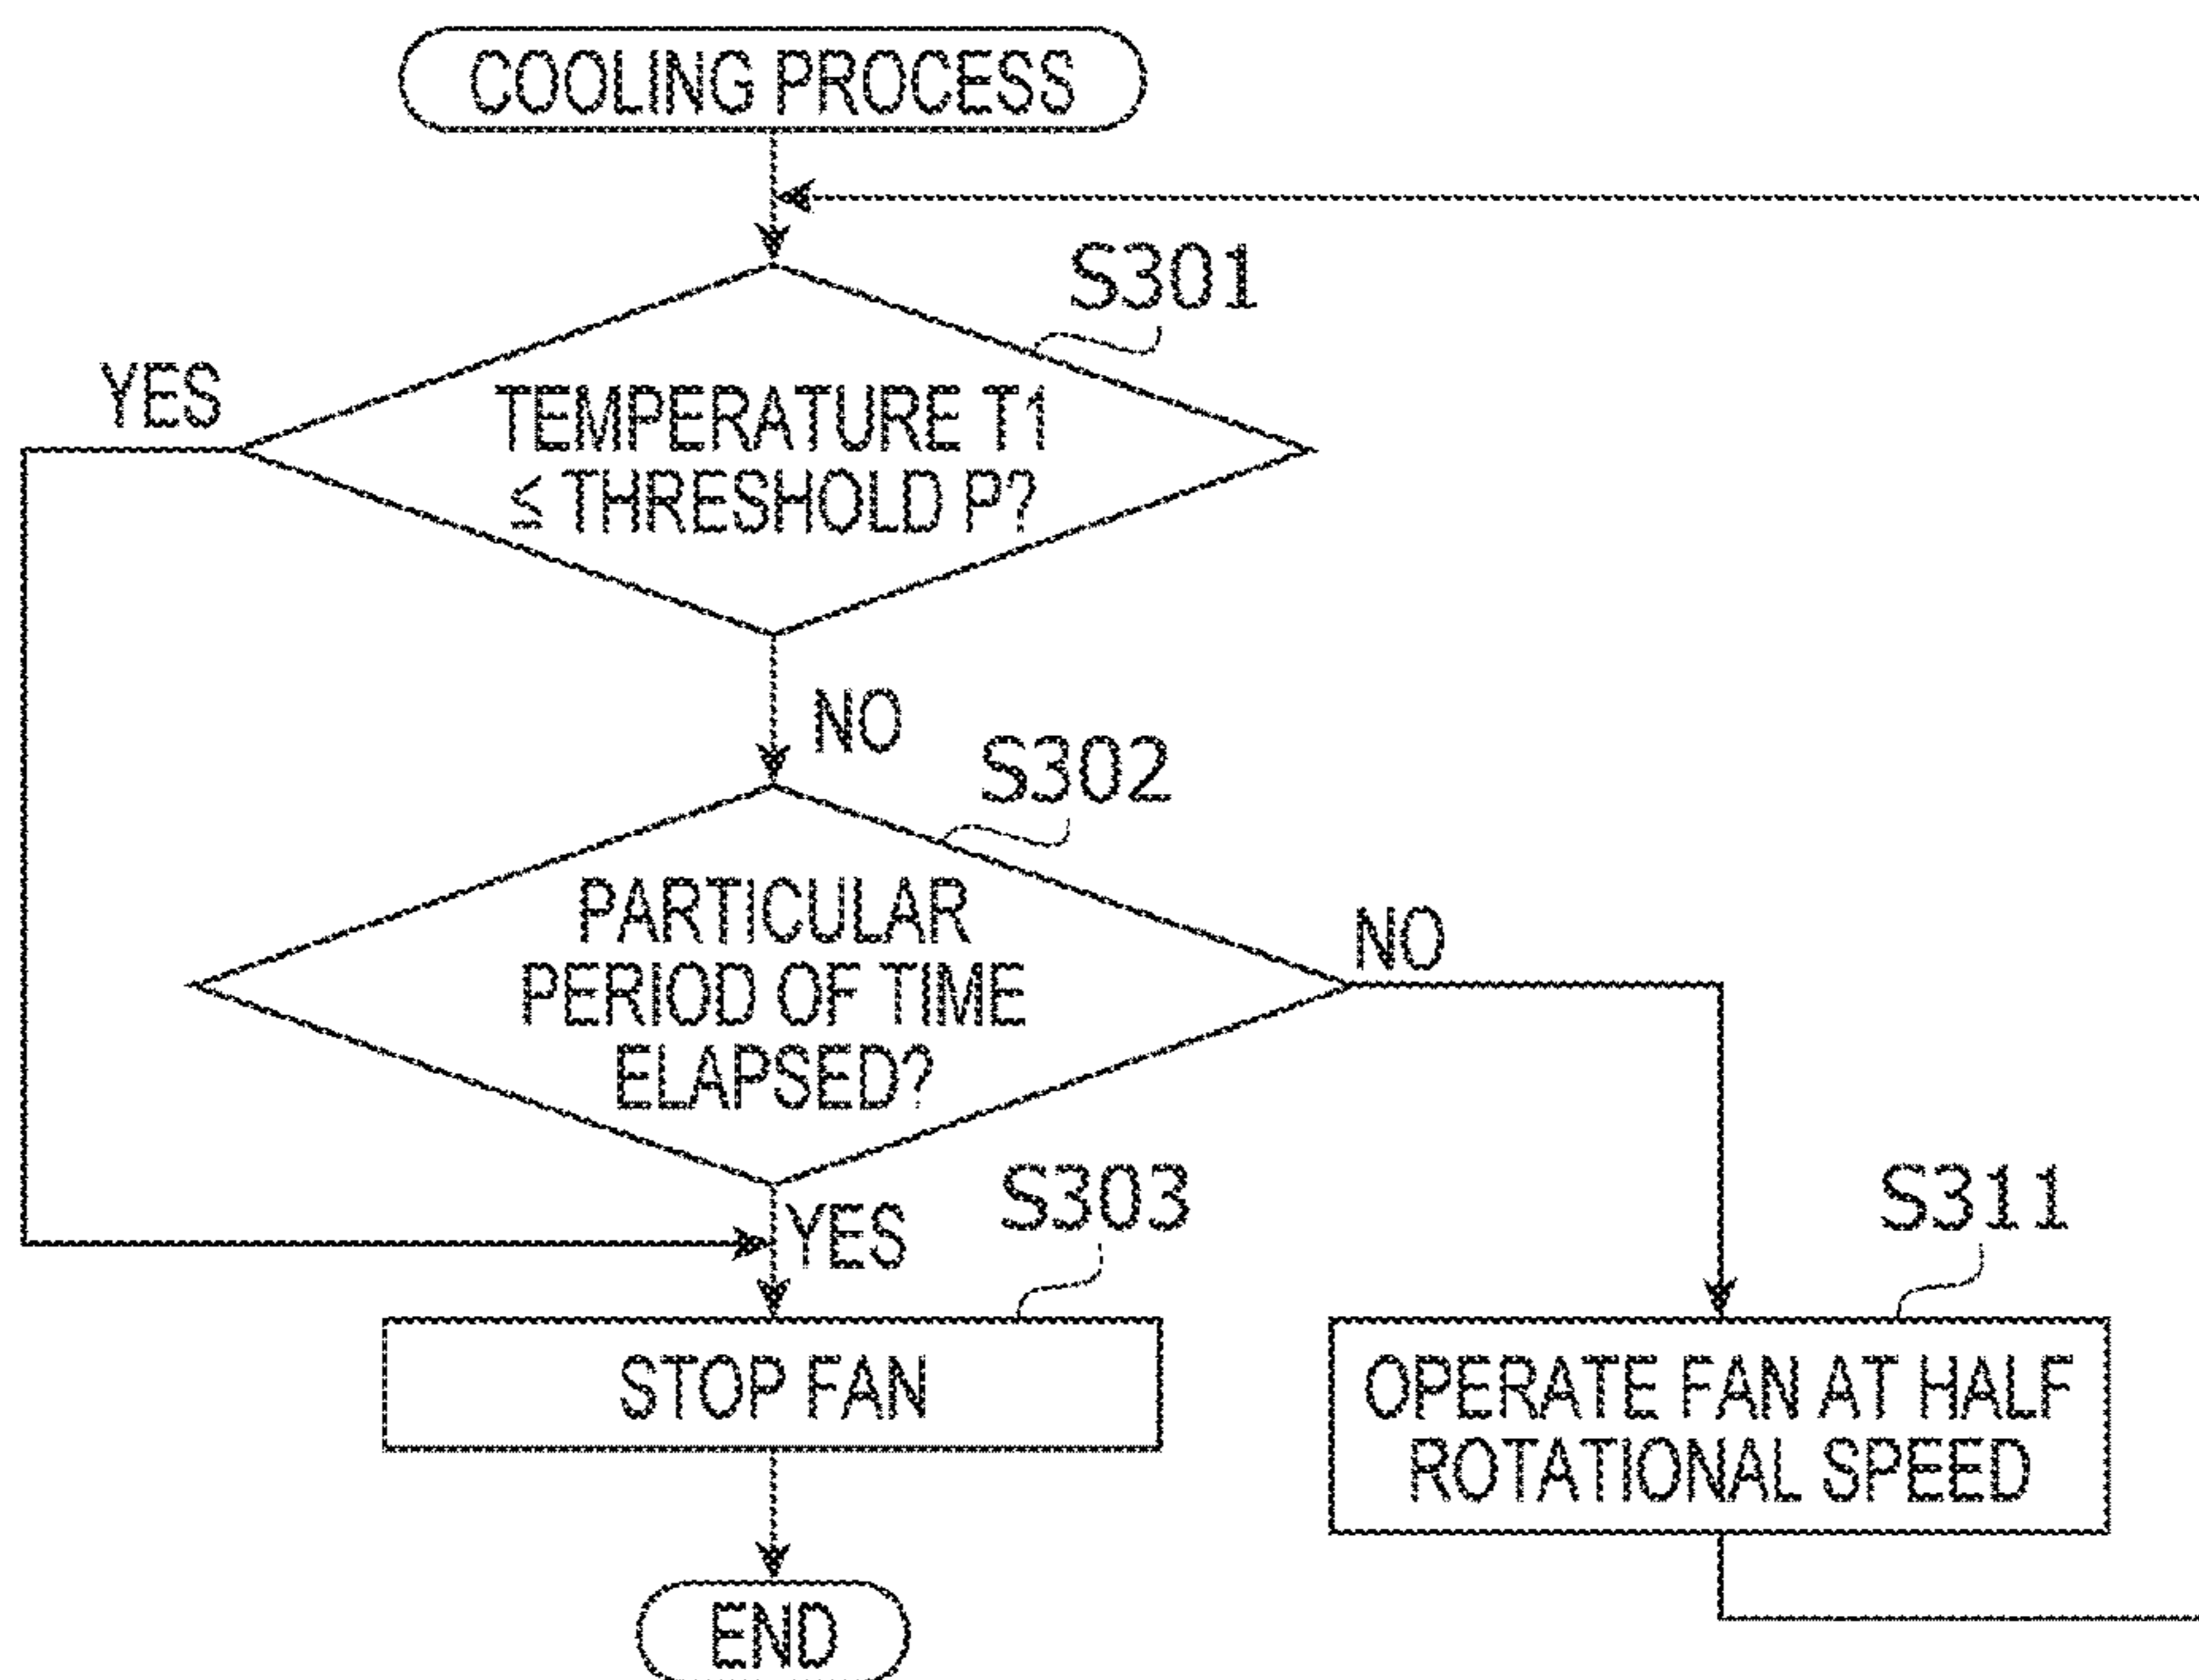 COOLING PROCESS
S301
YES
TEMPERATURE T1
≤ THRESHOLD P?
NO
S302
PARTICULAR
PERIOD OF TIME
ELAPSED?
NO
YES
S303
S311
STOP FAN
OPERATE FAN AT HALF
ROTATIONAL SPEED
END